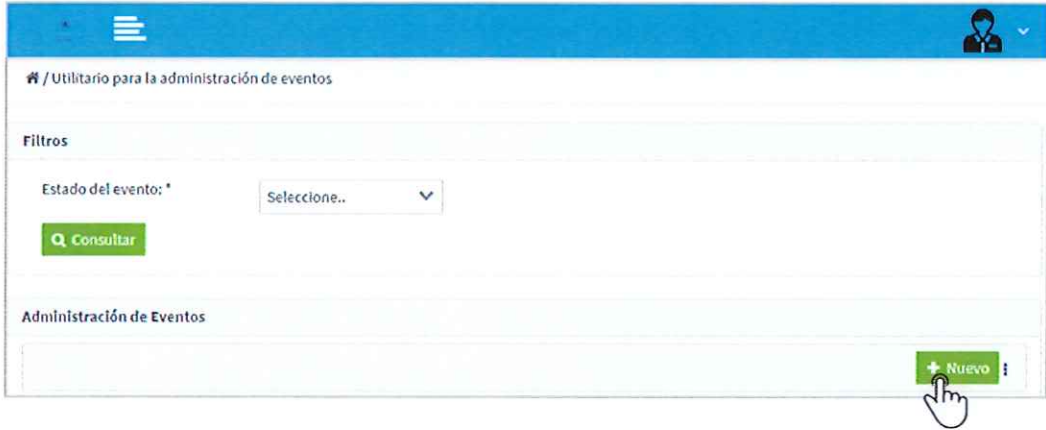 / Utilitario para la administración de eventos
Filtros
Estado del evento: *
Seleccione..
Consultar
Administración de Eventos
+ Nuevo